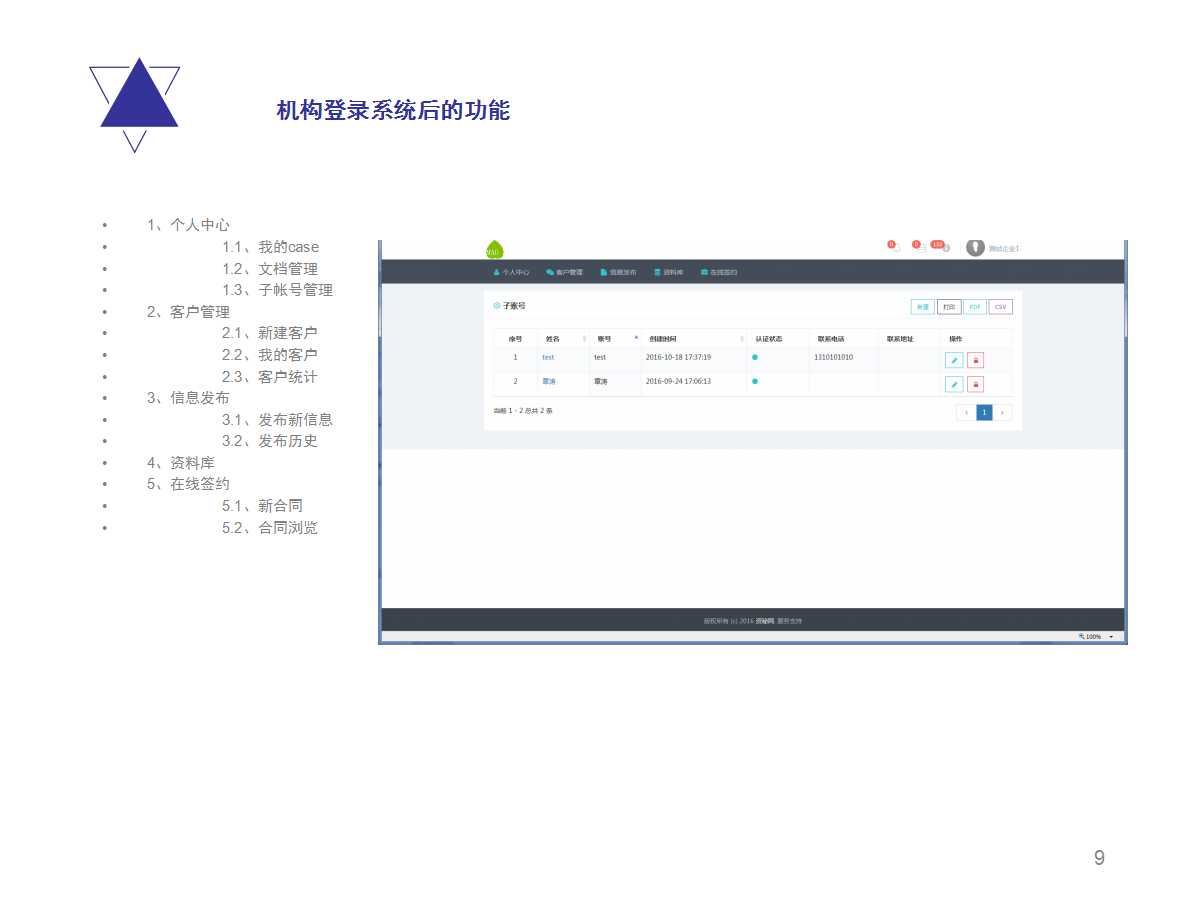 机构登录系统后的功能
• 1、个人中心
• 1.1、我的case
• 1.2、文档管理
• 1.3、子帐号管理
• 2、客户管理
• 2.1、新建客户
• 2.2、我的客户
• 2.3、客户统计
• 3、信息发布
• 3.1、发布新信息
• 3.2、发布历史
• 4、资料库
• 5、在线签约
• 5.1、新合同
• 5.2、合同浏览
0 0 132 测试企业1
个人中心 客户管理 信息发布 资料库 在线签约
子账号 新建 打印 PDF CSV
序号 姓名 账号 创建时间 认证状态 联系电话 联系地址 操作
1 test test 2016-10-18 17:37:19 1310101010
2 章涛 章涛 2016-09-24 17:06:13
当前 1 - 2 总共 2 条 ‹ 1 ›
版权所有 (c) 2016 资秘网. 服务支持
100%
9